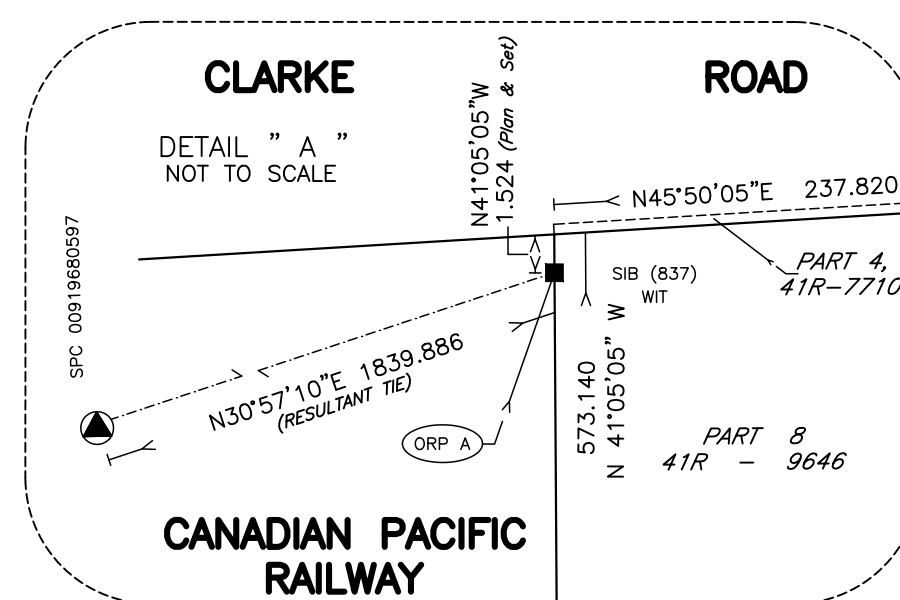 CLARKE ROAD
DETAIL " A "
NOT TO SCALE
N41°05'05"W
1.524 (Plan & Set)
N45°50'05"E 237.820
SPC 00919680597
PART 4,
41R-7710
SIB (837)
WIT
N30°57'10"E 1839.886
(RESULTANT TIE)
573.140
N 41°05'05" W
ORP A
PART 8
41R - 9646
CANADIAN PACIFIC
RAILWAY